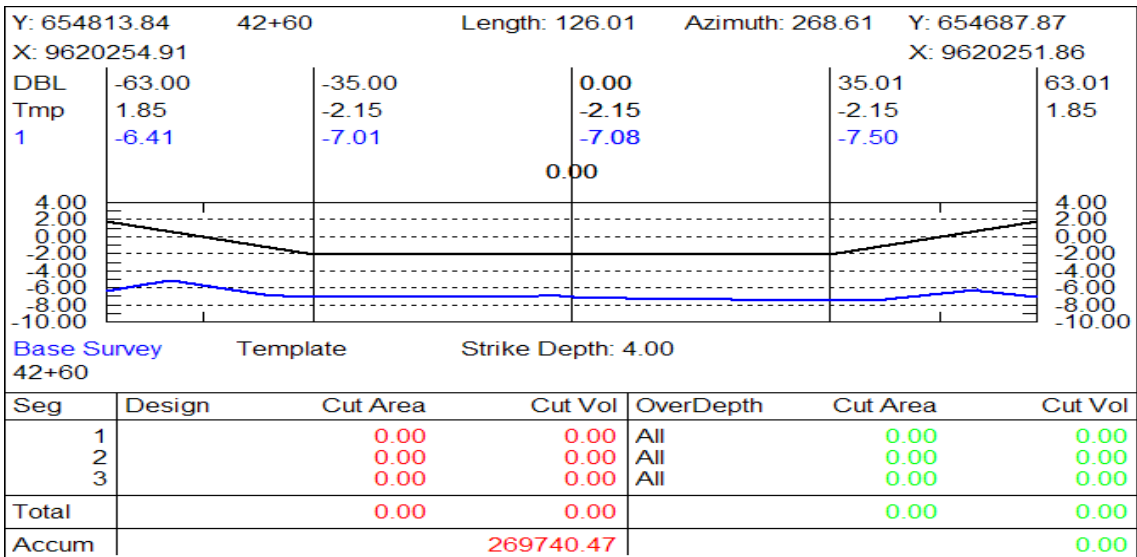 Y: 654813.84 42+60 Length: 126.01 Azimuth: 268.61 Y: 654687.87
X: 9620254.91 X: 9620251.86
DBL -63.00 -35.00 0.00 35.01 63.01
Tmp 1.85 -2.15 -2.15 -2.15 1.85
1 -6.41 -7.01 -7.08 -7.50
0.00
4.00 4.00
2.00 2.00
0.00 0.00
-2.00 -2.00
-4.00 -4.00
-6.00 -6.00
-8.00 -8.00
-10.00 -10.00
Base Survey Template Strike Depth: 4.00
42+60
Seg Design Cut Area Cut Vol OverDepth Cut Area Cut Vol
1 0.00 0.00 All 0.00 0.00
2 0.00 0.00 All 0.00 0.00
3 0.00 0.00 All 0.00 0.00
Total 0.00 0.00 0.00 0.00
Accum 269740.47 0.00